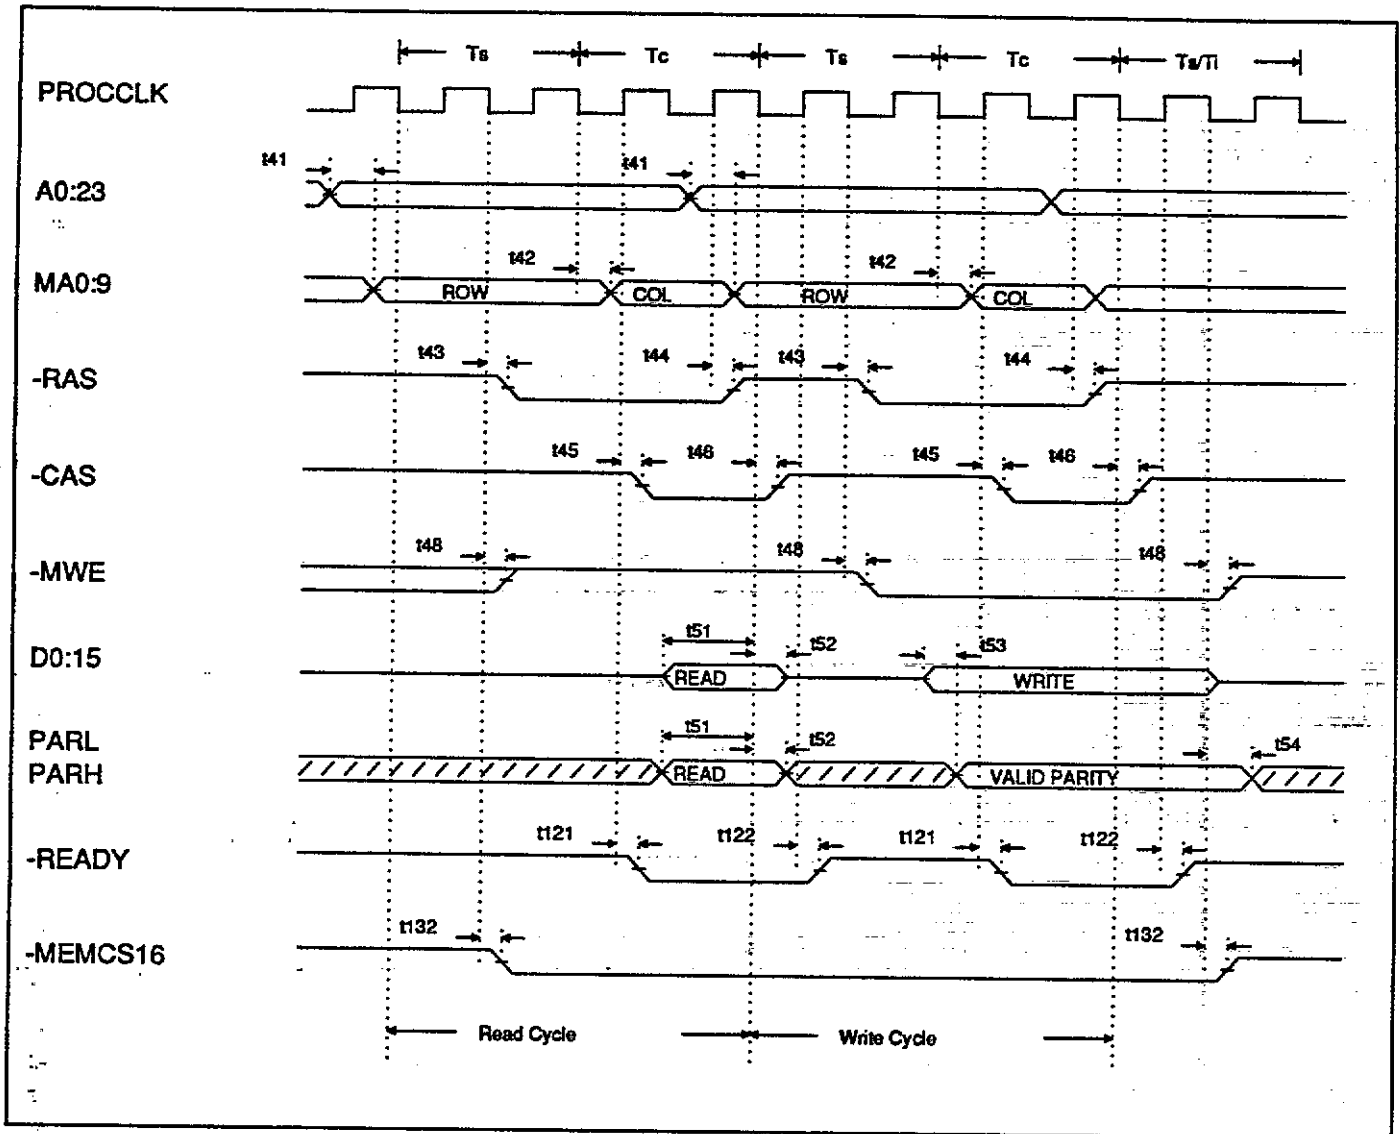 Ts Tc Ts Tc Ts/Ti
PROCCLK
t41 t41
A0:23
t42 t42
MA0:9
ROW COL ROW COL
t43 t44 t43 t44
-RAS
t45 t46 t45 t46
-CAS
t48 t48 t48
-MWE
t51 t52 t53
D0:15
READ WRITE
PARL t51 t52 t54
PARH READ VALID PARITY
t121 t122 t121 t122
-READY
t132 t132
-MEMCS16
Read Cycle Write Cycle